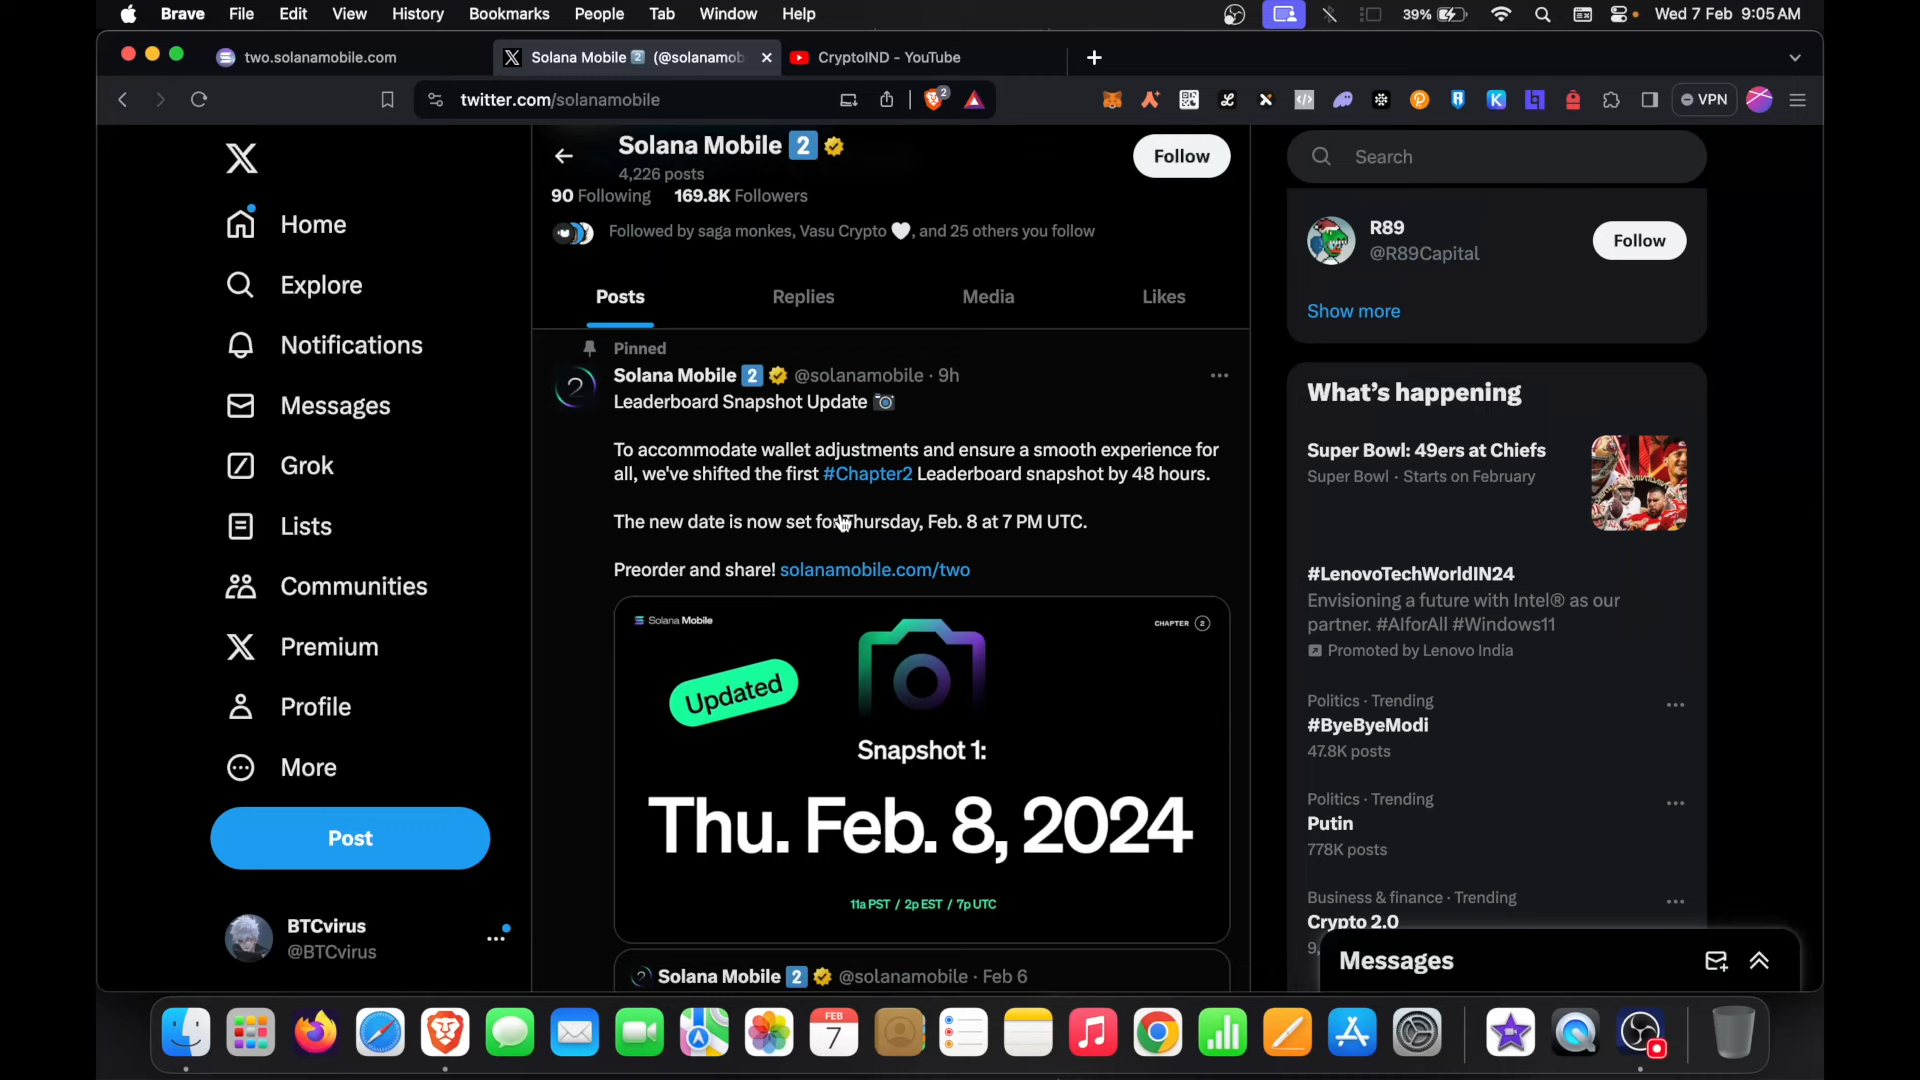 Brave File Edit View History Bookmarks People Tab Window Help 39% Wed 7 Feb 9:05 AM
two.solanamobile.com Solana Mobile 2 (@solanamob CryptoIND - YouTube
twitter.com/solanamobile 2 VPN
Solana Mobile 2
4,226 posts
Follow
90 Following 169.8K Followers
Followed by saga monkes, Vasu Crypto 🤍, and 25 others you follow
Posts Replies Media Likes
Home
Explore
Notifications
Messages
Grok
Lists
Communities
Premium
Profile
More
Post
BTCvirus
@BTCvirus
Pinned
Solana Mobile 2 @solanamobile · 9h
Leaderboard Snapshot Update 📸
To accommodate wallet adjustments and ensure a smooth experience for
all, we've shifted the first #Chapter2 Leaderboard snapshot by 48 hours.
The new date is now set for Thursday, Feb. 8 at 7 PM UTC.
Preorder and share! solanamobile.com/two
Solana Mobile CHAPTER 2
Updated
Snapshot 1:
Thu. Feb. 8, 2024
11a PST / 2p EST / 7p UTC
Solana Mobile 2 @solanamobile · Feb 6
Search
R89
@R89Capital
Follow
Show more
What's happening
Super Bowl: 49ers at Chiefs
Super Bowl · Starts on February
#LenovoTechWorldIN24
Envisioning a future with Intel® as our
partner. #AIforAll #Windows11
Promoted by Lenovo India
Politics · Trending
#ByeByeModi
47.8K posts
Politics · Trending
Putin
778K posts
Business & finance · Trending
Crypto 2.0
9,
Messages
FEB
7